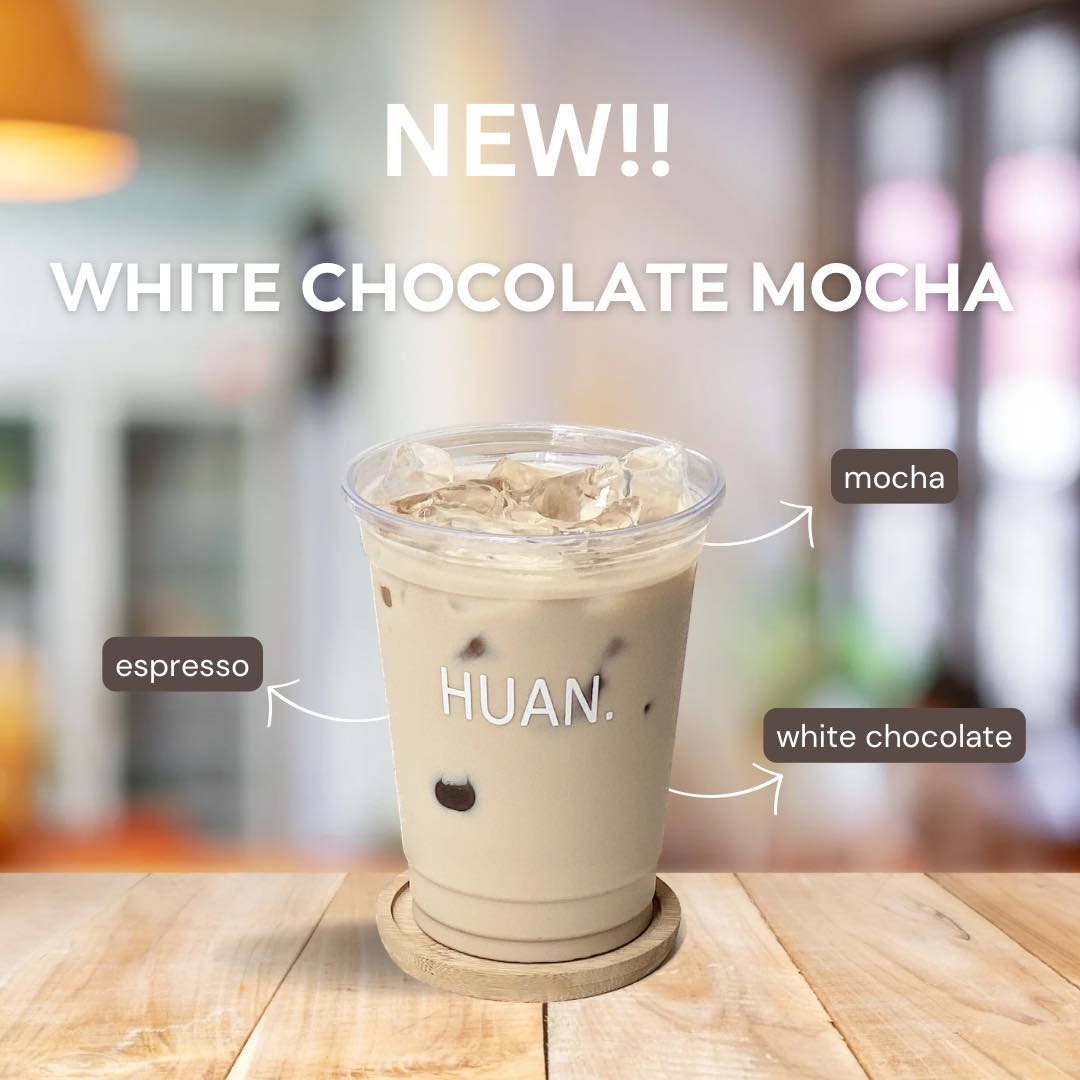 NEW!!
WHITE CHOCOLATE MOCHA
mocha
espresso
HUAN.
white chocolate